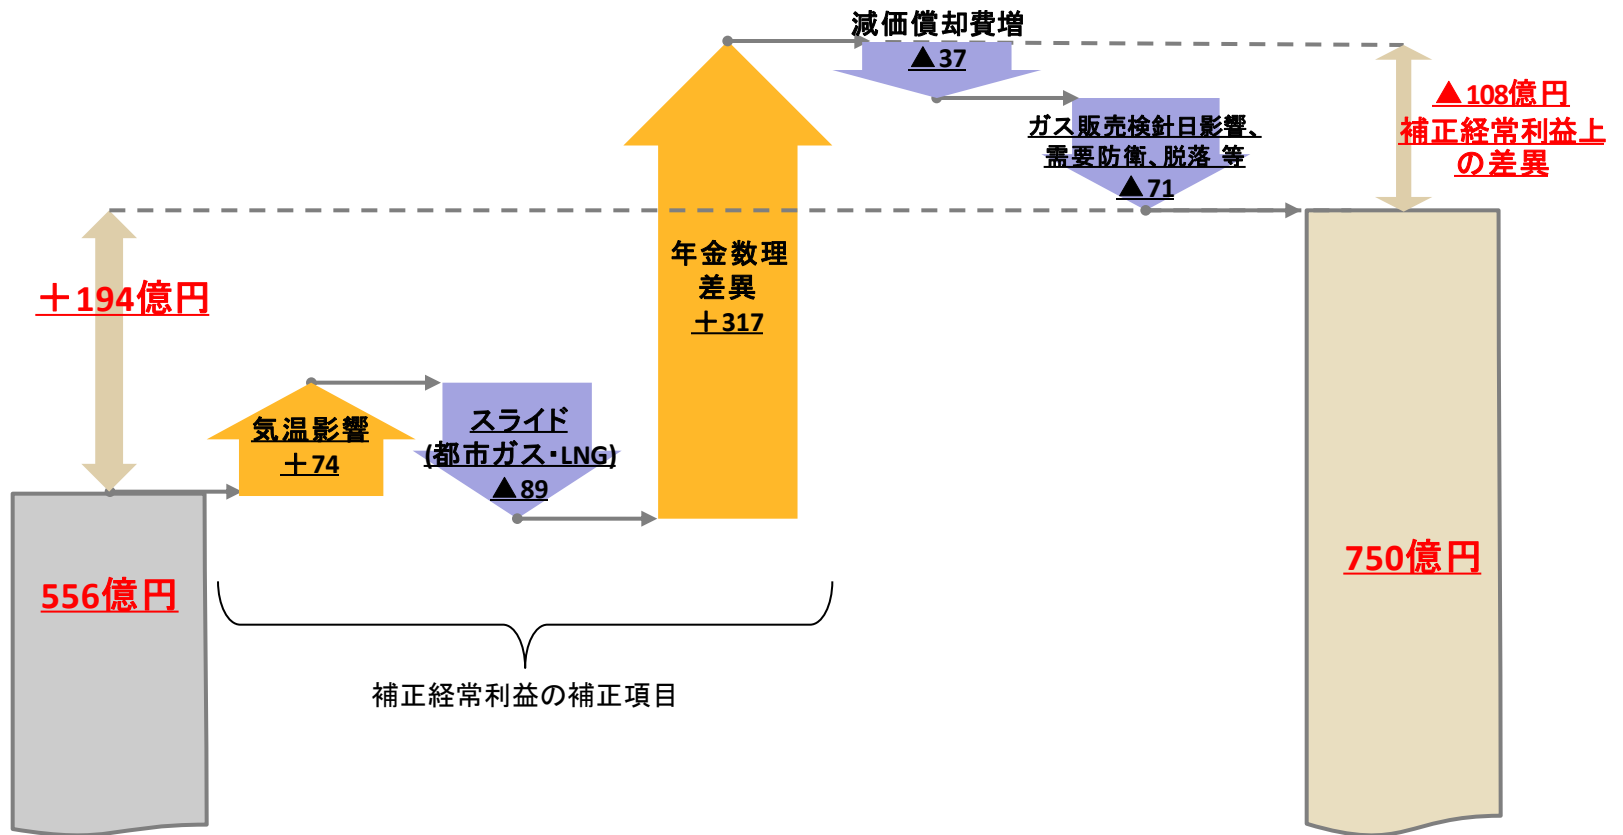 減価償却費増
▲37
▲108億円
補正経常利益上
の差異
ガス販売検針日影響、
需要防衛、脱落 等
▲71
＋194億円
年金数理
差異
＋317
気温影響
＋74
スライド
(都市ガス・LNG)
▲89
556億円
750億円
補正経常利益の補正項目